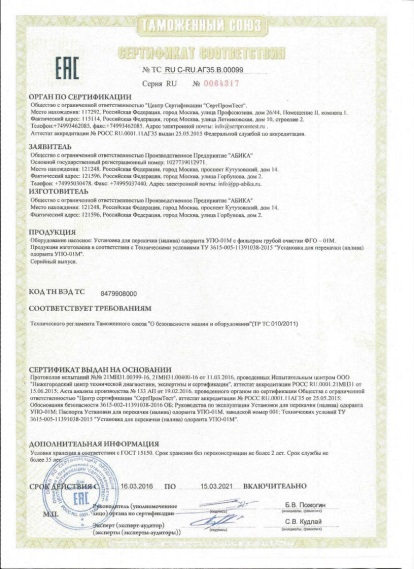 ТАМОЖЕННЫЙ СОЮЗ
СЕРТИФИКАТ СООТВЕТСТВИЯ
ЕАС
№ ТС RU C-RU.АГ35.В.00099
Серия RU № 0064317
ОРГАН ПО СЕРТИФИКАЦИИ
Общество с ограниченной ответственностью "Центр Сертификации "СертПромТест".
Место нахождения: 117292, Российская Федерация, город Москва, улица Профсоюзная, дом 26/44, Помещение II, комната 1.
Фактический адрес: 115114, Российская Федерация, город Москва, улица Летниковская, дом 10, строение 2.
Телефон:+74993462083, факс:+74993462083. Адрес электронной почты:
Аттестат аккредитации № РОСС RU.0001.11АГ35 выдан 25.05.2015 Федеральной службой по аккредитации.
ЗАЯВИТЕЛЬ
Общество с ограниченной ответственностью Производственное Предприятие "АБИКА"
Основной государственный регистрационный номер: 1027739012971.
Место нахождения: 121248, Российская Федерация, город Москва, проспект Кутузовский, дом 14.
Фактический адрес: 121596, Российская Федерация, город Москва, улица Горбунова, дом 2.
Телефон: +74995030478. Факс: +74995037440. Адрес электронной почты: info@pp-abika.ru.
ИЗГОТОВИТЕЛЬ
Общество с ограниченной ответственностью Производственное Предприятие "АБИКА"
Место нахождения: 121248, Российская Федерация, город Москва, проспект Кутузовский, дом 14.
Фактический адрес: 121596, Российская Федерация, город Москва, улица Горбунова, дом 2.
ПРОДУКЦИЯ
Оборудование насосное: Установка для перекачки (налива) одоранта УПО-01М с фильтром грубой очистки ФГО – 01М.
Продукция изготовлена в соответствии с Техническими условиями ТУ 3615-005-11391038-2015 "Установка для перекачки (налива)
одоранта УПО-01М".
Серийный выпуск.
КОД ТН ВЭД ТС 8479908000
СООТВЕТСТВУЕТ ТРЕБОВАНИЯМ
Технического регламента Таможенного союза "О безопасности машин и оборудования"(ТР ТС 010/2011)
СЕРТИФИКАТ ВЫДАН НА ОСНОВАНИИ
Протоколов испытаний №№ 21МН31.00399-16, 21МН31.00400-16 от 11.03.2016, проведенных Испытательным центром ООО
"Нижегородский центр технической диагностики, экспертизы и сертификации", аттестат аккредитации РОСС RU.0001.21МН31 от
15.06.2015. Акта анализа производства № 133 АП от 19.02.2016, проведенного органом по сертификации Общества с ограниченной
ответственностью "Центр Сертификации "СертПромТест", аттестат аккредитации № РОСС RU.0001.11АГ35 от 25.05.2015;
Обоснования безопасности 3615-002-11391038-2016 ОБ; Руководства по эксплуатации Установки для перекачки (налива) одоранта
УПО-01М; Паспорта Установки для перекачки (налива) одоранта УПО-01М, заводской номер 001; Технических условий ТУ
3615-005-11391038-2015 "Установка для перекачки (налива) одоранта УПО-01М".
ДОПОЛНИТЕЛЬНАЯ ИНФОРМАЦИЯ
Условия хранения в соответствии с ГОСТ 15150. Срок хранения без переконсервации не более 2 лет. Срок службы не
более 35 лет.
СРОК ДЕЙСТВИЯ С 16.03.2016 ПО 15.03.2021 ВКЛЮЧИТЕЛЬНО
Руководитель (уполномоченное
лицо) органа по сертификации
Б.В. Помогин
Эксперт (эксперт-аудитор)
(эксперты (эксперты-аудиторы))
С.В. Кудлай